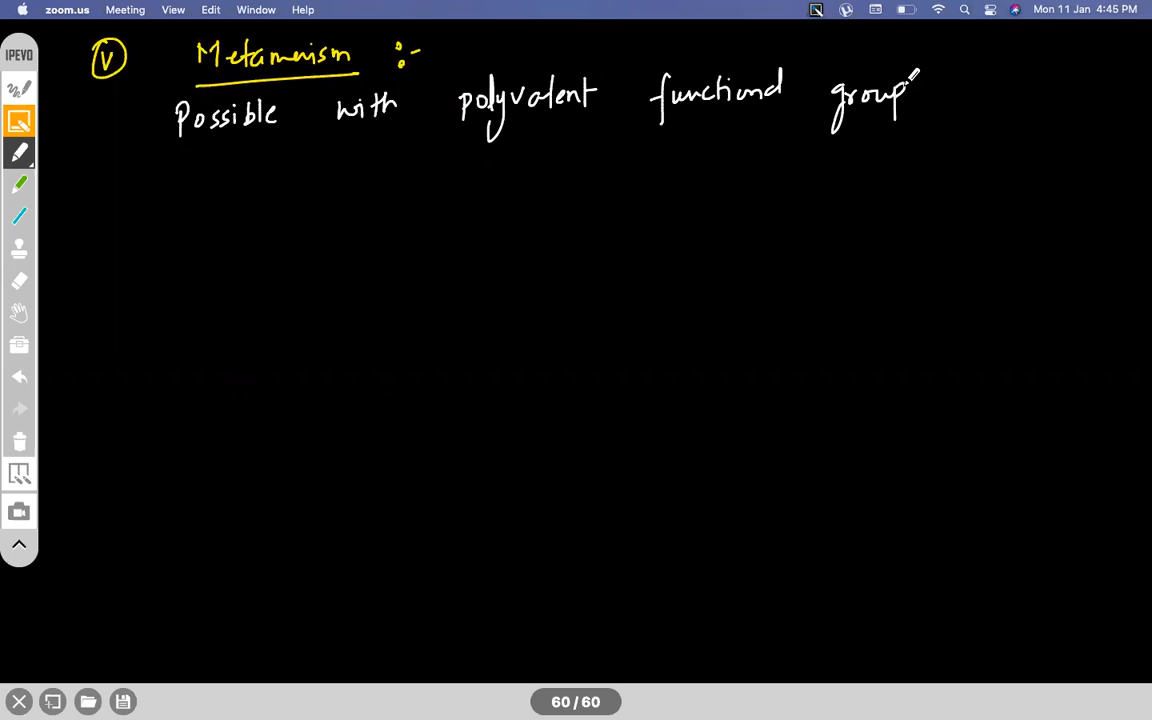 zoom.us Meeting View Edit Window Help Mon 11 Jan 4:45 PM
IPEVO
V Metamerism :-
Possible with polyvalent functional group
60 / 60